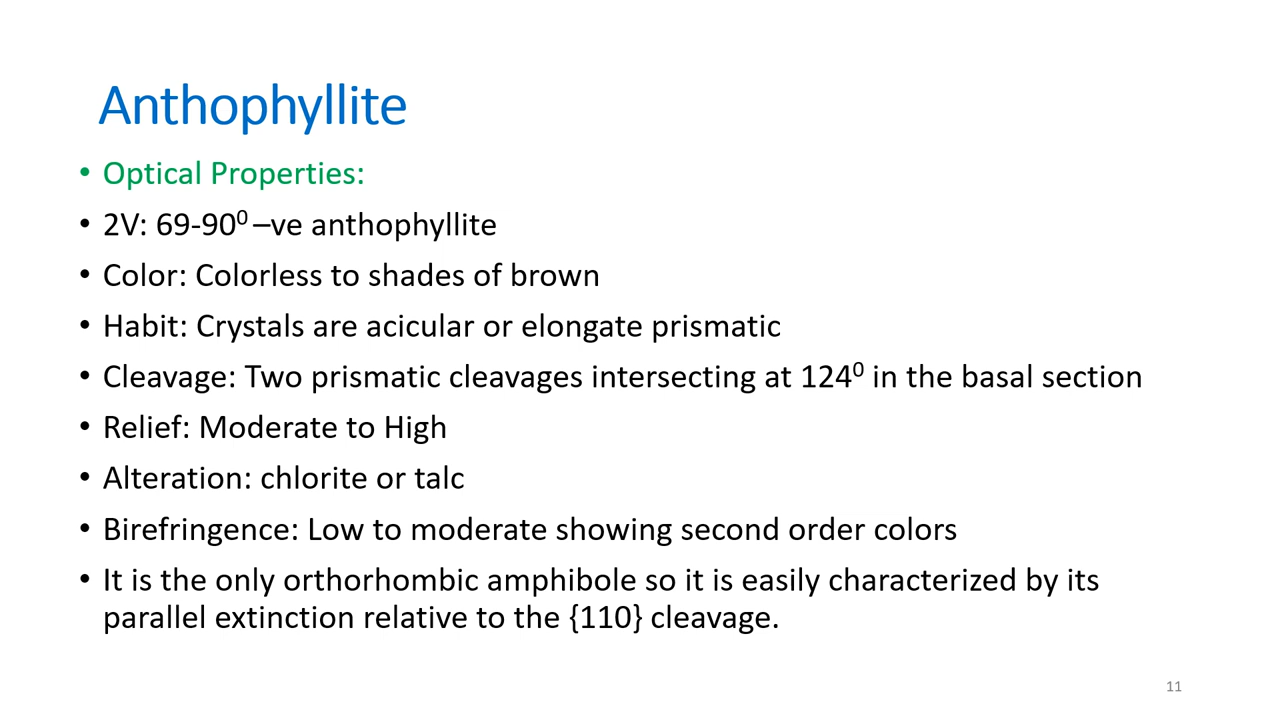 Anthophyllite
• Optical Properties:
• 2V: 69-90⁰ –ve anthophyllite
• Color: Colorless to shades of brown
• Habit: Crystals are acicular or elongate prismatic
• Cleavage: Two prismatic cleavages intersecting at 124⁰ in the basal section
• Relief: Moderate to High
• Alteration: chlorite or talc
• Birefringence: Low to moderate showing second order colors
• It is the only orthorhombic amphibole so it is easily characterized by its
parallel extinction relative to the {110} cleavage.
11